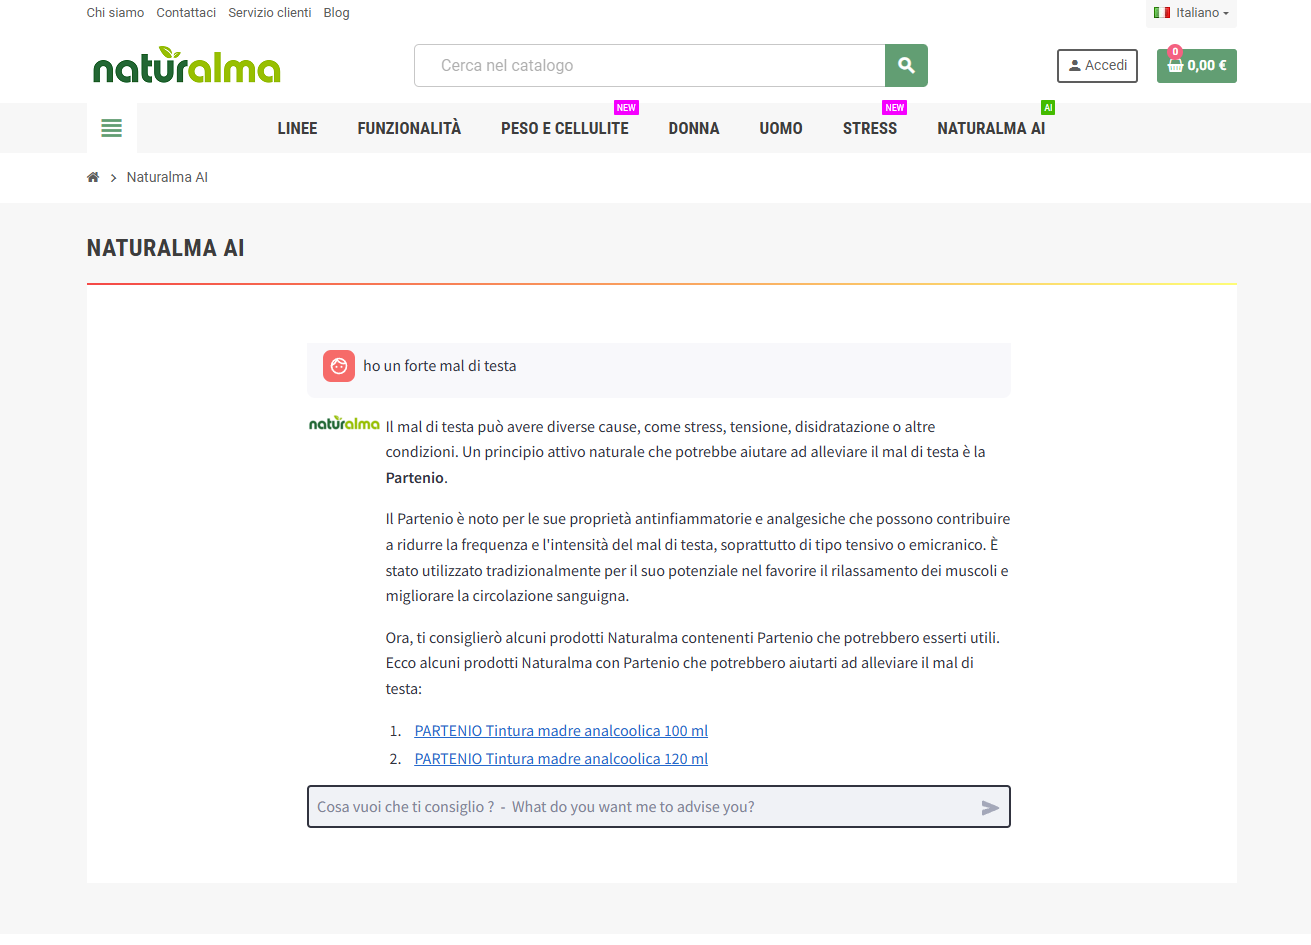 Chi siamo Contattaci Servizio clienti Blog
Italiano
naturalma
Cerca nel catalogo
Accedi
0
0,00 €
NEW
NEW
AI
LINEE FUNZIONALITÀ PESO E CELLULITE DONNA UOMO STRESS NATURALMA AI
Naturalma AI
NATURALMA AI
ho un forte mal di testa
naturalma
Il mal di testa può avere diverse cause, come stress, tensione, disidratazione o altre
condizioni. Un principio attivo naturale che potrebbe aiutare ad alleviare il mal di testa è la
Partenio.
Il Partenio è noto per le sue proprietà antinfiammatorie e analgesiche che possono contribuire
a ridurre la frequenza e l'intensità del mal di testa, soprattutto di tipo tensivo o emicranico. È
stato utilizzato tradizionalmente per il suo potenziale nel favorire il rilassamento dei muscoli e
migliorare la circolazione sanguigna.
Ora, ti consiglierò alcuni prodotti Naturalma contenenti Partenio che potrebbero esserti utili.
Ecco alcuni prodotti Naturalma con Partenio che potrebbero aiutarti ad alleviare il mal di
testa:
1. PARTENIO Tintura madre analcoolica 100 ml
2. PARTENIO Tintura madre analcoolica 120 ml
Cosa vuoi che ti consiglio ? - What do you want me to advise you?